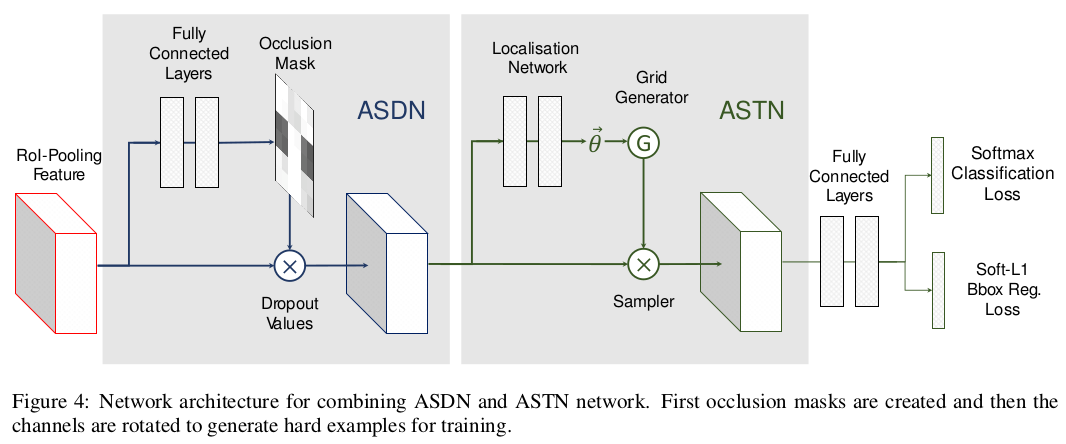 RoI-Pooling
Feature
Fully
Connected
Layers
Occlusion
Mask
ASDN
Dropout
Values
Localisation
Network
θ⃗
Grid
Generator
G
ASTN
Sampler
Fully
Connected
Layers
Softmax
Classification
Loss
Soft-L1
Bbox Reg.
Loss
Figure 4: Network architecture for combining ASDN and ASTN network. First occlusion masks are created and then the
channels are rotated to generate hard examples for training.